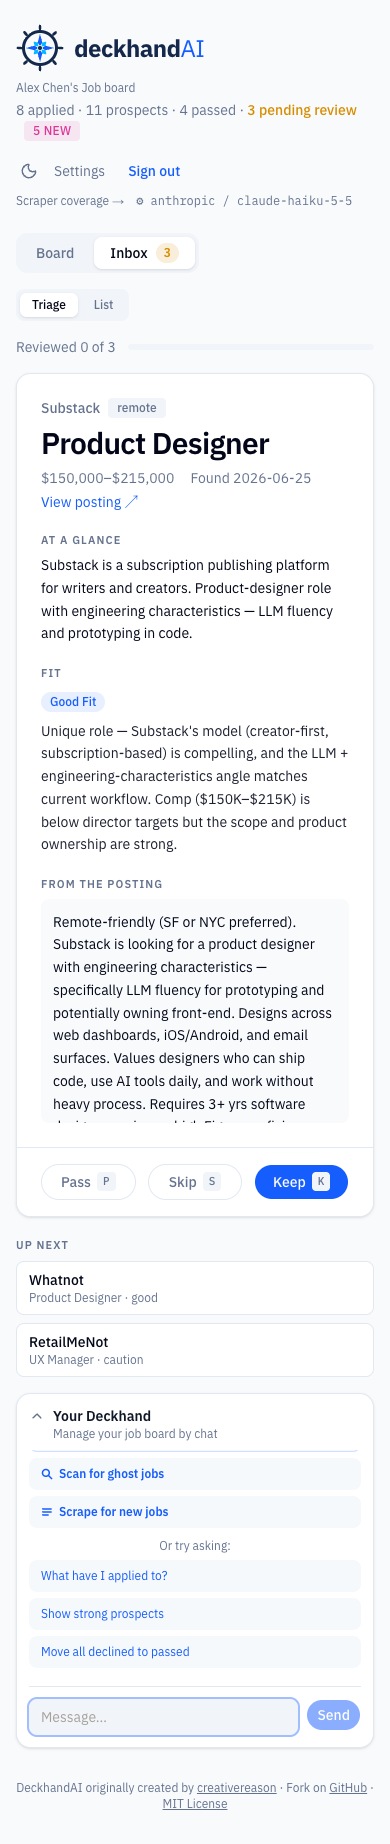 deckhandAI
Alex Chen's Job board
8 applied · 11 prospects · 4 passed · 3 pending review
5 NEW
Settings Sign out
Scraper coverage → ⚙ anthropic / claude-haiku-5-5
Board Inbox 3
Triage List
Reviewed 0 of 3
Substack remote
Product Designer
$150,000–$215,000 Found 2026-06-25
View posting ↗
AT A GLANCE
Substack is a subscription publishing platform
for writers and creators. Product-designer role
with engineering characteristics — LLM fluency
and prototyping in code.
FIT
Good Fit
Unique role — Substack's model (creator-first,
subscription-based) is compelling, and the LLM +
engineering-characteristics angle matches
current workflow. Comp ($150K–$215K) is
below director targets but the scope and product
ownership are strong.
FROM THE POSTING
Remote-friendly (SF or NYC preferred).
Substack is looking for a product designer
with engineering characteristics —
specifically LLM fluency for prototyping and
potentially owning front-end. Designs across
web dashboards, iOS/Android, and email
surfaces. Values designers who can ship
code, use AI tools daily, and work without
heavy process. Requires 3+ yrs software
Pass P Skip S Keep K
UP NEXT
Whatnot
Product Designer · good
RetailMeNot
UX Manager · caution
Your Deckhand
Manage your job board by chat
Scan for ghost jobs
Scrape for new jobs
Or try asking:
What have I applied to?
Show strong prospects
Move all declined to passed
Message... Send
DeckhandAI originally created by creativereason · Fork on GitHub ·
MIT License